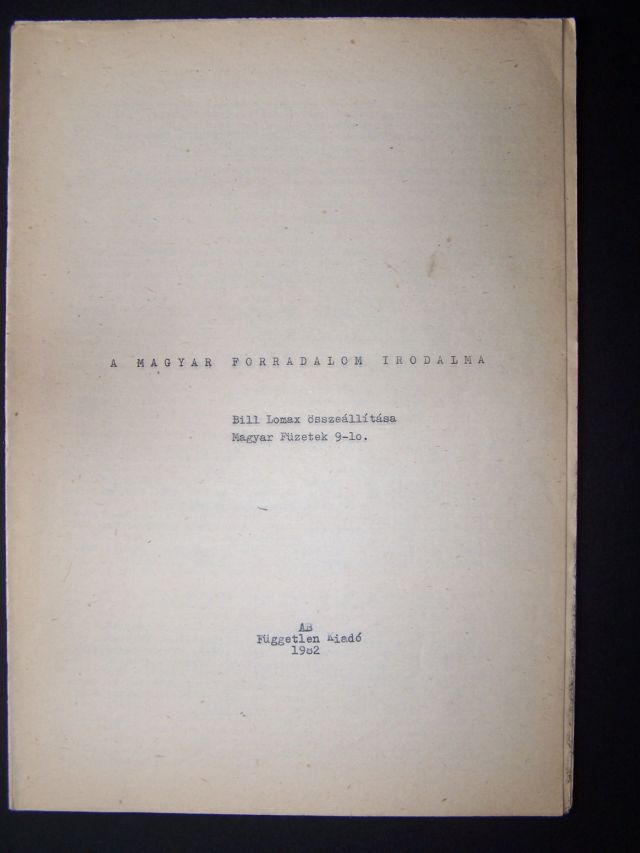 A MAGYAR FORRADALOM IRODALMA
Bill Lomax összeállítása
Magyar Füzetek 9-lo.
AB
Független Kiadó
1982